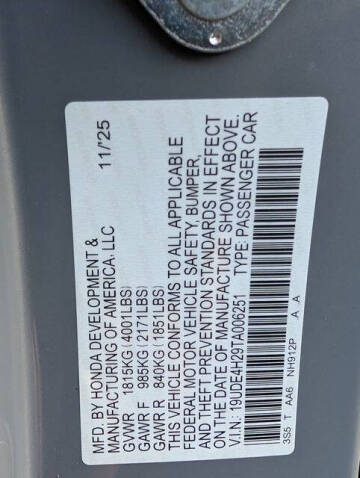 MFD. BY HONDA DEVELOPMENT &
MANUFACTURING OF AMERICA, LLC 11/'25
GVWR 1815KG (4001LBS)
GAWR F 985KG (2171LBS)
GAWR R 840KG (1851LBS)
THIS VEHICLE CONFORMS TO ALL APPLICABLE
FEDERAL MOTOR VEHICLE SAFETY, BUMPER,
AND THEFT PREVENTION STANDARDS IN EFFECT
ON THE DATE OF MANUFACTURE SHOWN ABOVE.
V.I.N.: 19UDE4H29TA006251 TYPE: PASSENGER CAR
3S5 T AA6 NH912P A A